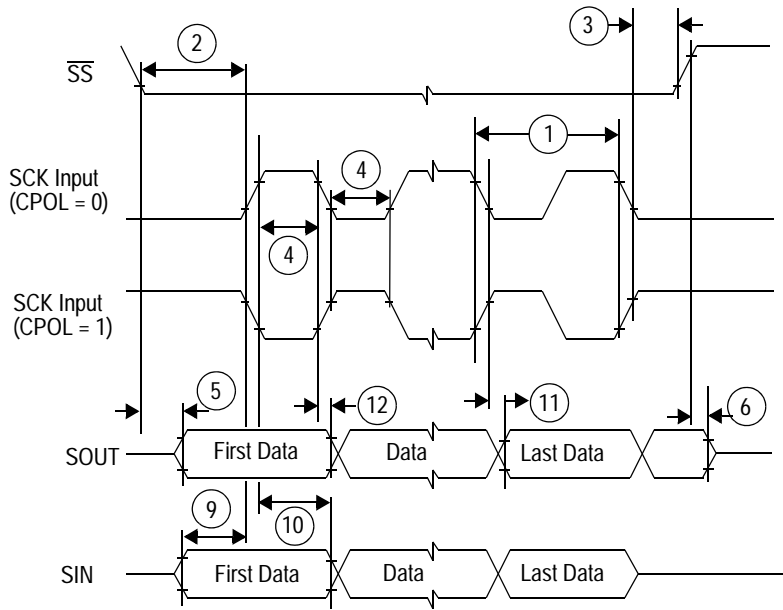 2
3
SS
1
SCK Input
(CPOL = 0)
4
4
SCK Input
(CPOL = 1)
5
12
11
6
SOUT
First Data
Data
Last Data
9
10
SIN
First Data
Data
Last Data